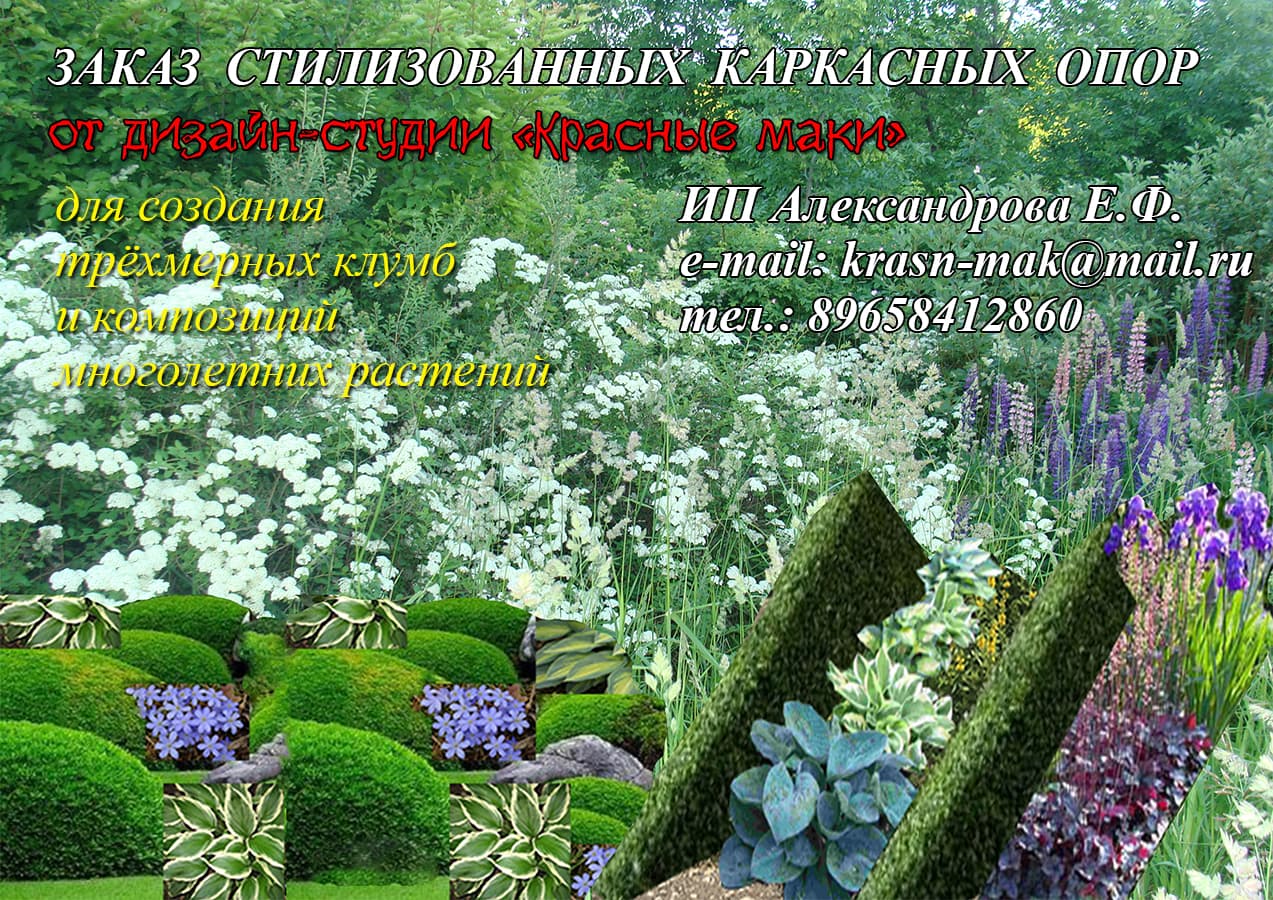 ЗАКАЗ СТИЛИЗОВАННЫХ КАРКАСНЫХ ОПОР
от дизайн-студии «Красные маки»
для создания
трёхмерных клумб
и композиций
многолетних растений
ИП Александрова Е.Ф.
e-mail: krasn-mak@mail.ru
тел.: 89658412860